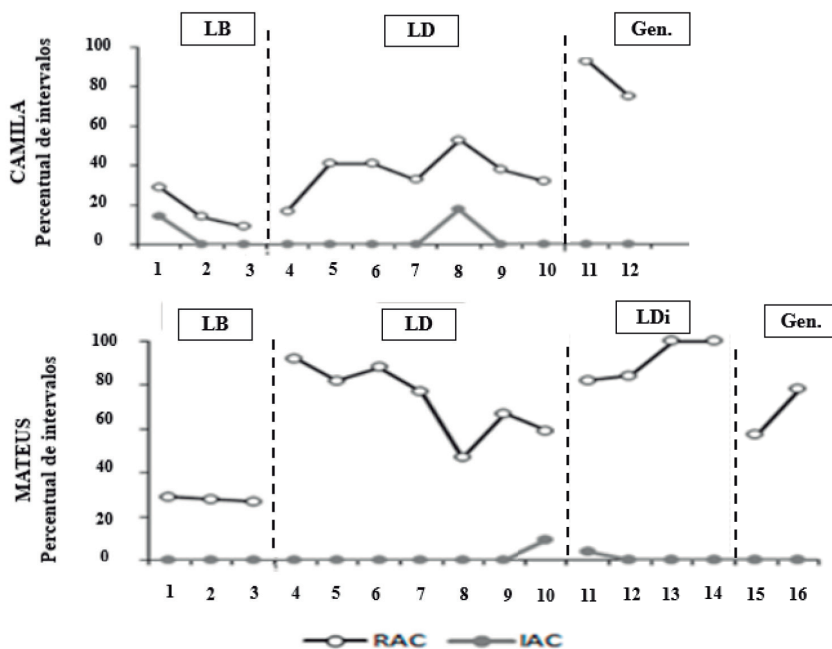 LB LD Gen.
CAMILA
Percentual de intervalos
100
80
60
40
20
0
1 2 3 4 5 6 7 8 9 10 11 12
LB LD LDi Gen.
MATEUS
Percentual de intervalos
100
80
60
40
20
0
1 2 3 4 5 6 7 8 9 10 11 12 13 14 15 16
RAC IAC